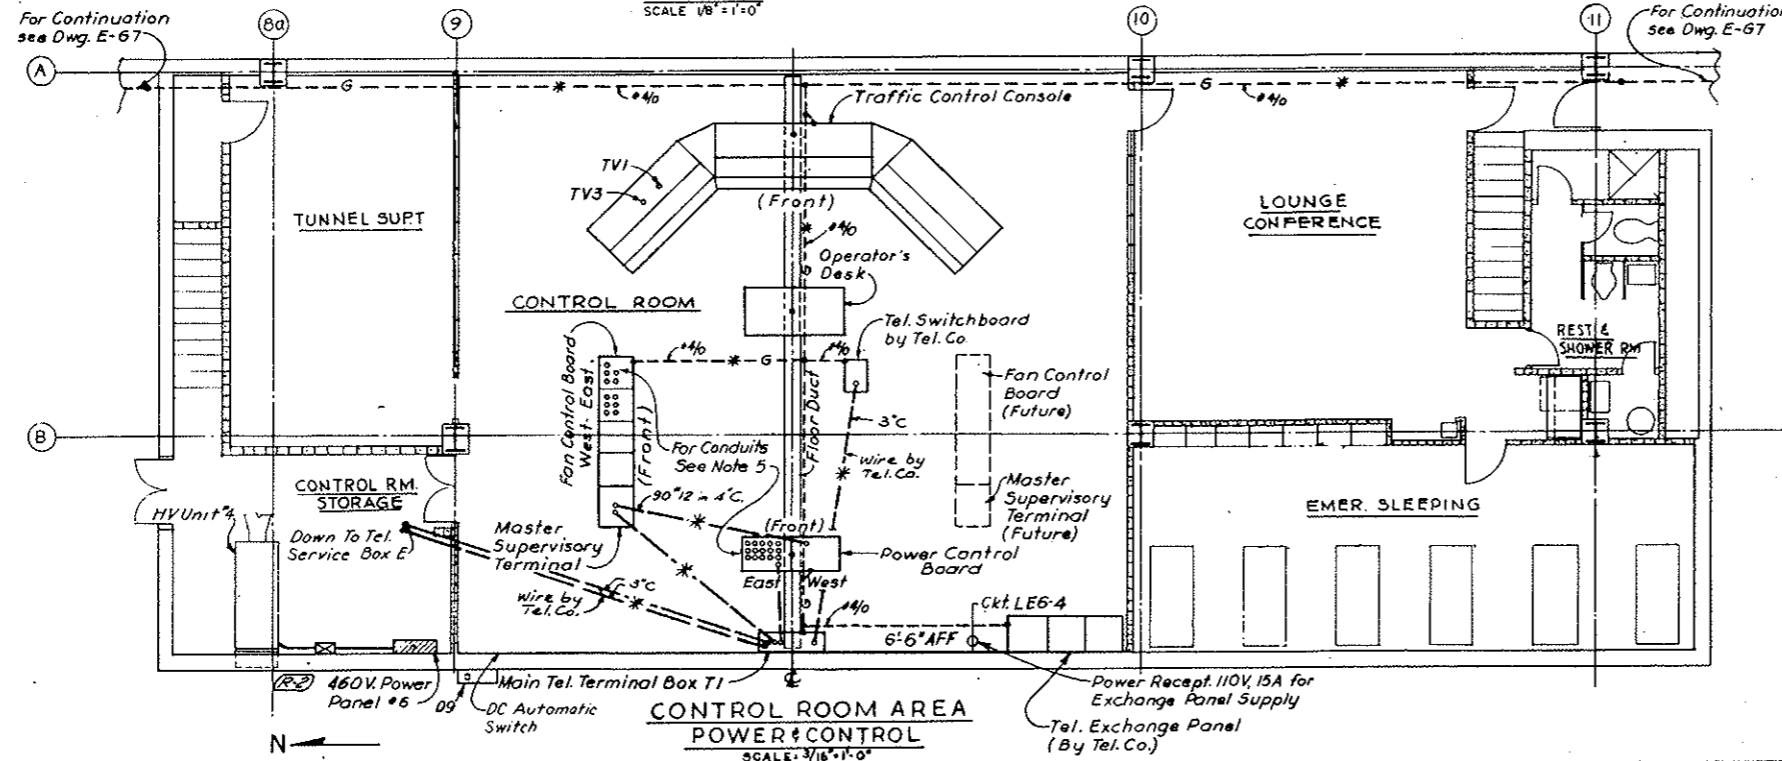 SCALE 1/8"=1'=0"
For Continuation
see Dwg. E-67
8a
9
10
11
For Continuation
see Dwg. E-67
A
G
#4/0
Traffic Control Console
G
#4/0
TV1
TV3
(Front)
TUNNEL SUPT
LOUNGE
CONFERENCE
#4/0
G
Operator's
Desk
CONTROL ROOM
Tel. Switchboard
by Tel. Co.
REST &
SHOWER RM
#4/0
G
#4/0
Fan Control Board
West - East
(Front)
Floor Duct
Fan Control
Board
(Future)
3"C
B
For Conduits
See Note 5
Wire by
Tel. Co.
CONTROL RM.
STORAGE
90#12 in 4"C.
Master
Supervisory
Terminal
(Future)
EMER. SLEEPING
HV Unit #4
Down To Tel.
Service Box E
Master
Supervisory
Terminal
(Front)
Power Control
Board
East
West
3"C
Wire by
Tel. Co.
G
#4/0
Ckt. LE6-4
6'-6" AFF
R-2
460V. Power
Panel #6
D9
Main Tel. Terminal Box T1
DC Automatic
Switch
Power Recept. 110V, 15A for
Exchange Panel Supply
Tel. Exchange Panel
(By Tel. Co.)
N
CONTROL ROOM AREA
POWER & CONTROL
SCALE: 3/16"=1'-0"